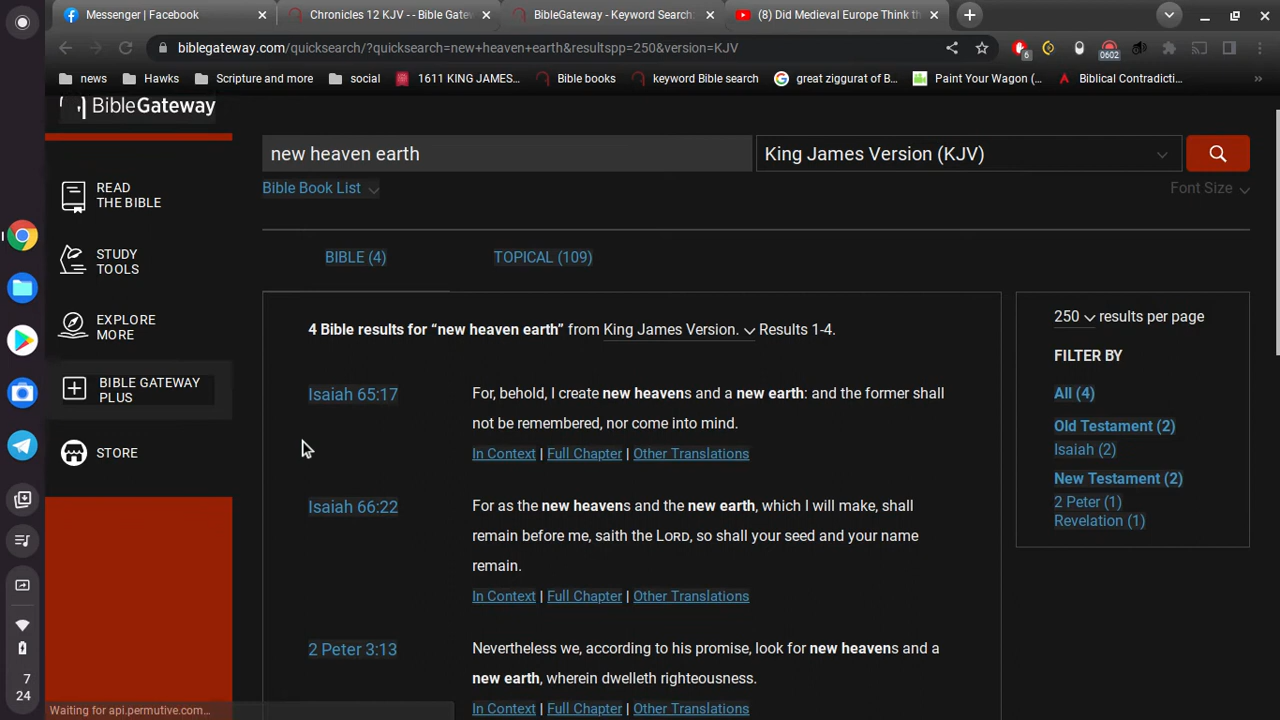 Messenger | Facebook
Chronicles 12 KJV - - Bible Gatew
BibleGateway - Keyword Search:
(8) Did Medieval Europe Think th
biblegateway.com/quicksearch/?quicksearch=new+heaven+earth&resultspp=250&version=KJV
6
0602
news
Hawks
Scripture and more
social
1611 KING JAMES...
Bible books
keyword Bible search
great ziggurat of B...
Paint Your Wagon (...
Biblical Contradicti...
»
BibleGateway
new heaven earth
King James Version (KJV)
Bible Book List
Font Size
READ
THE BIBLE
STUDY
TOOLS
EXPLORE
MORE
BIBLE GATEWAY
PLUS
STORE
BIBLE (4)
TOPICAL (109)
4 Bible results for “new heaven earth” from King James Version. Results 1-4.
Isaiah 65:17
For, behold, I create new heavens and a new earth: and the former shall
not be remembered, nor come into mind.
In Context | Full Chapter | Other Translations
Isaiah 66:22
For as the new heavens and the new earth, which I will make, shall
remain before me, saith the LORD, so shall your seed and your name
remain.
In Context | Full Chapter | Other Translations
2 Peter 3:13
Nevertheless we, according to his promise, look for new heavens and a
new earth, wherein dwelleth righteousness.
In Context | Full Chapter | Other Translations
250 results per page
FILTER BY
All (4)
Old Testament (2)
Isaiah (2)
New Testament (2)
2 Peter (1)
Revelation (1)
7
24
Waiting for api.permutive.com...